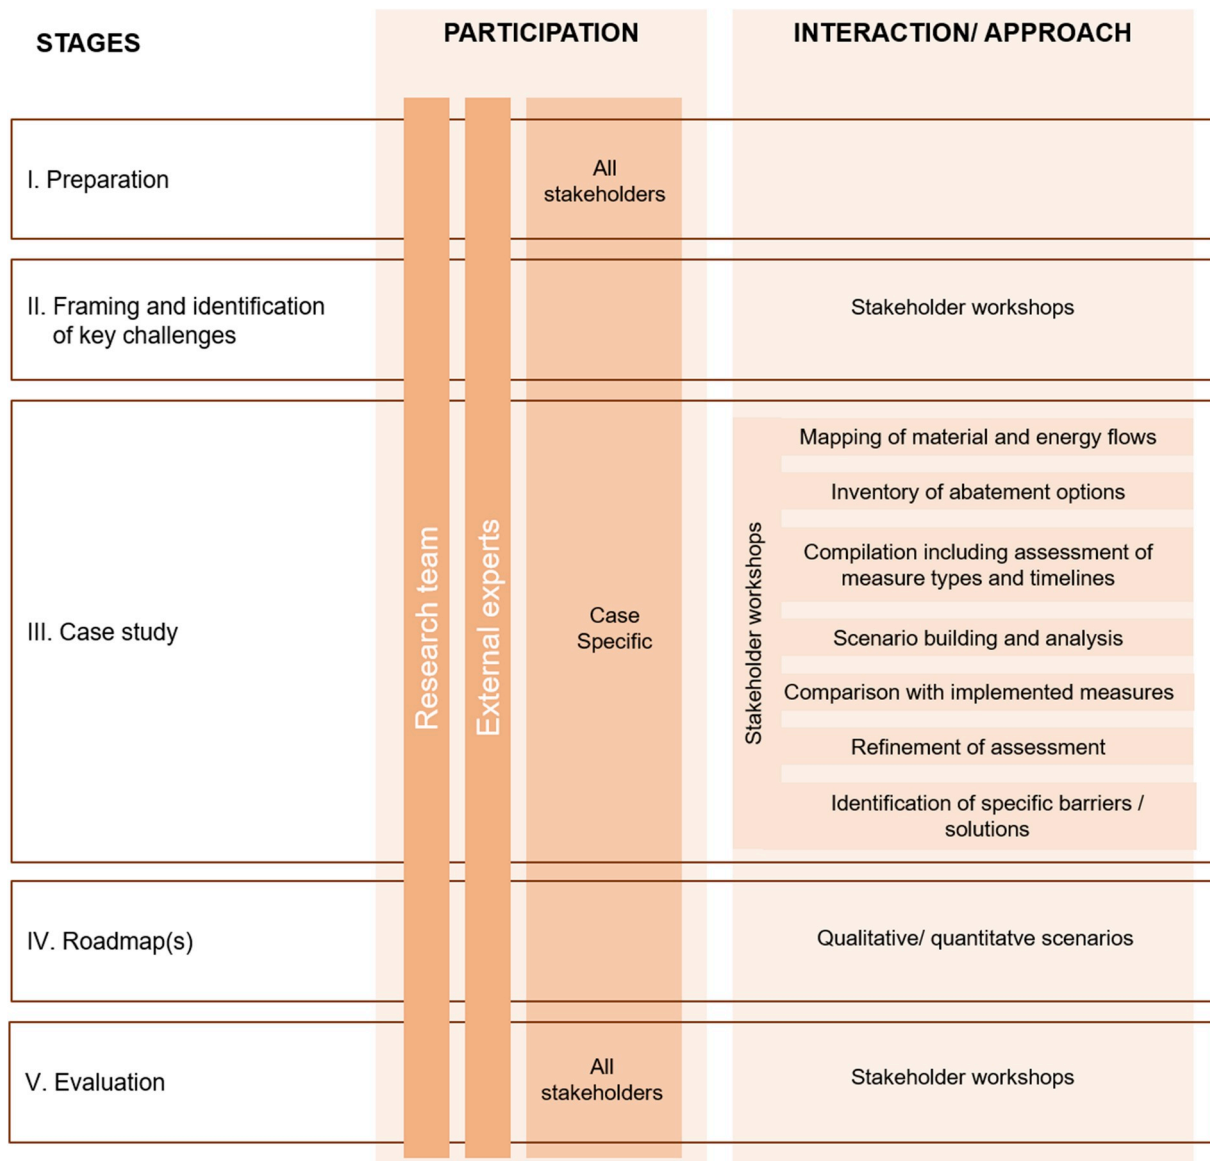 STAGES
PARTICIPATION
INTERACTION/ APPROACH
I. Preparation
All
stakeholders
II. Framing and identification
of key challenges
Stakeholder workshops
III. Case study
Research team
External experts
Case
Specific
Stakeholder workshops
Mapping of material and energy flows
Inventory of abatement options
Compilation including assessment of
measure types and timelines
Scenario building and analysis
Comparison with implemented measures
Refinement of assessment
Identification of specific barriers /
solutions
IV. Roadmap(s)
Qualitative/ quantitatve scenarios
V. Evaluation
All
stakeholders
Stakeholder workshops